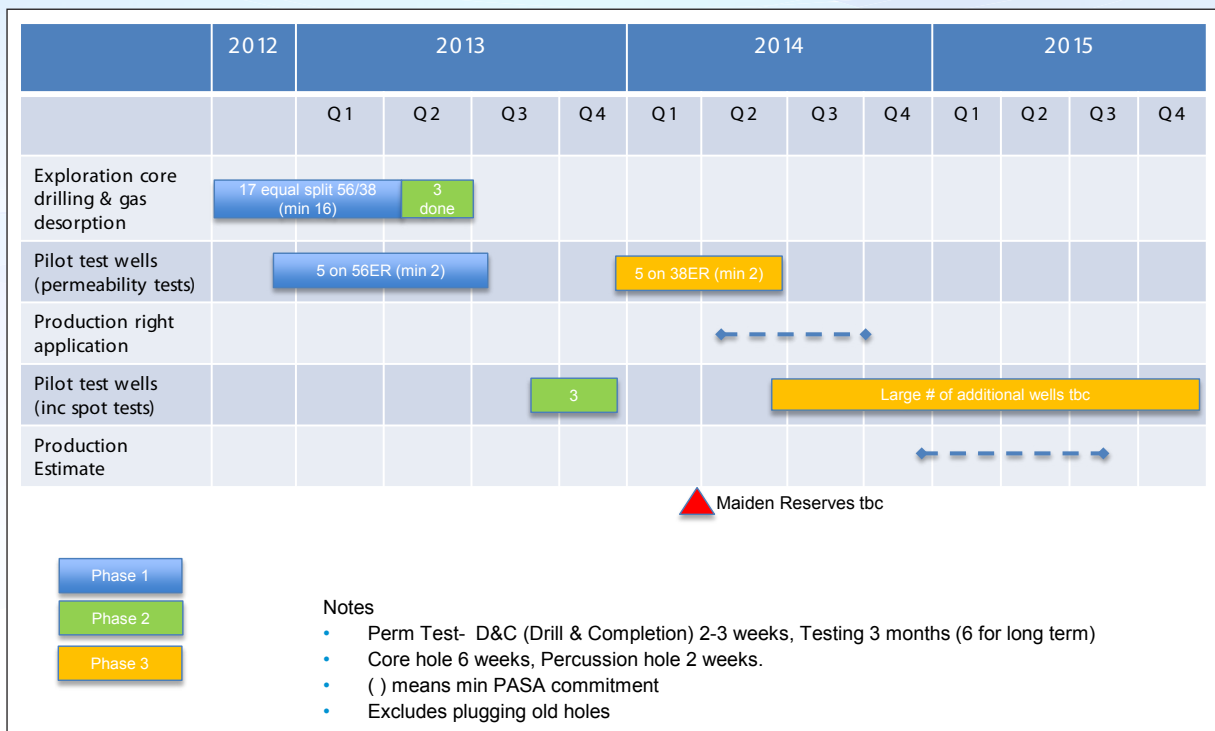 2012 2013 2014 2015
Q1 Q2 Q3 Q4 Q1 Q2 Q3 Q4 Q1 Q2 Q3 Q4
Exploration core
drilling & gas
desorption
17 equal split 56/38
(min 16)
3
done
Pilot test wells
(permeability tests)
5 on 56ER (min 2)
5 on 38ER (min 2)
Production right
application
Pilot test wells
(inc spot tests)
3
Large # of additional wells tbc
Production
Estimate
Maiden Reserves tbc
Phase 1
Phase 2
Phase 3
Notes
• Perm Test- D&C (Drill & Completion) 2-3 weeks, Testing 3 months (6 for long term)
• Core hole 6 weeks, Percussion hole 2 weeks.
• ( ) means min PASA commitment
• Excludes plugging old holes